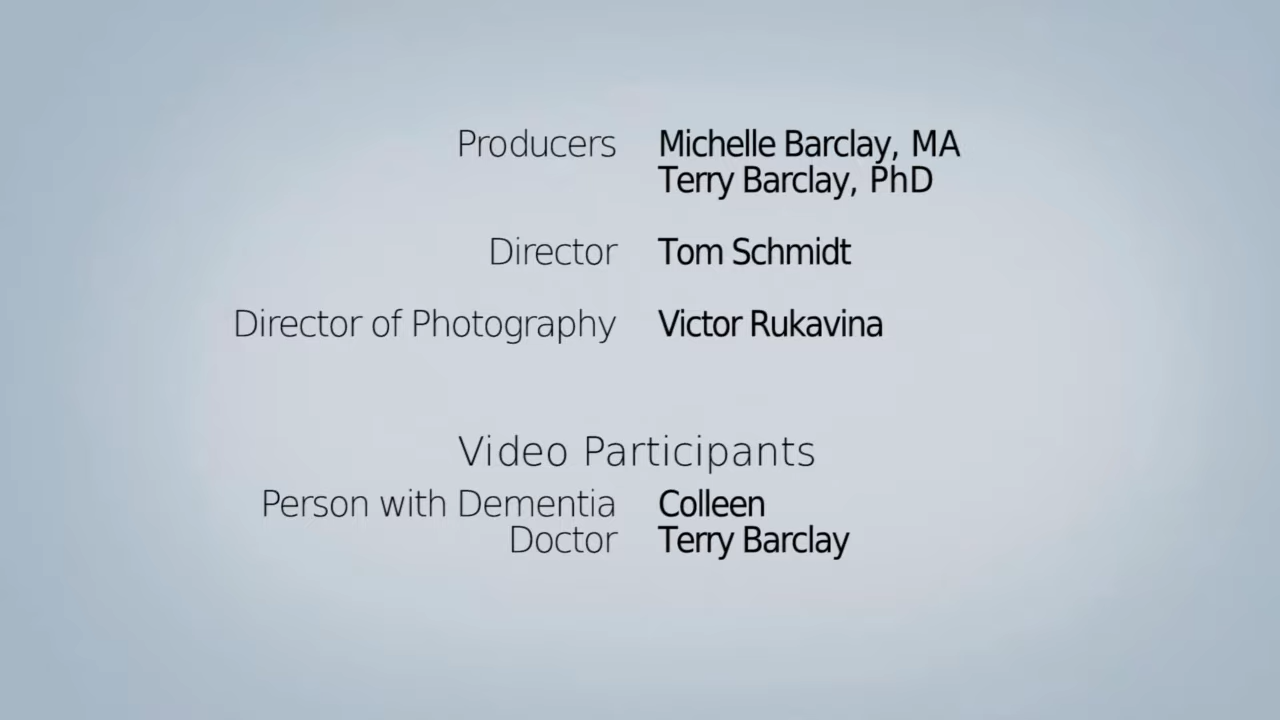 Producers Michelle Barclay, MA
Terry Barclay, PhD
Director Tom Schmidt
Director of Photography Victor Rukavina
Video Participants
Person with Dementia Colleen
Doctor Terry Barclay